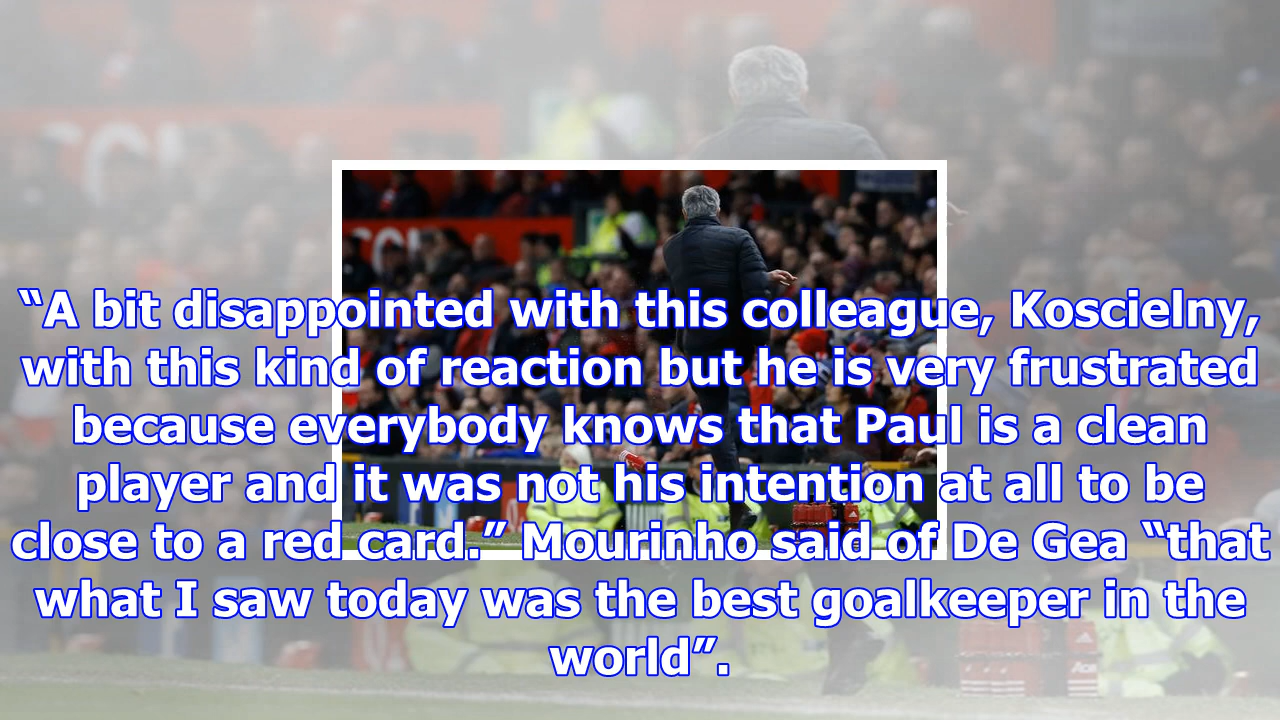 “A bit disappointed with this colleague, Koscielny,
with this kind of reaction but he is very frustrated
because everybody knows that Paul is a clean
player and it was not his intention at all to be
close to a red card.” Mourinho said of De Gea “that
what I saw today was the best goalkeeper in the
world”.